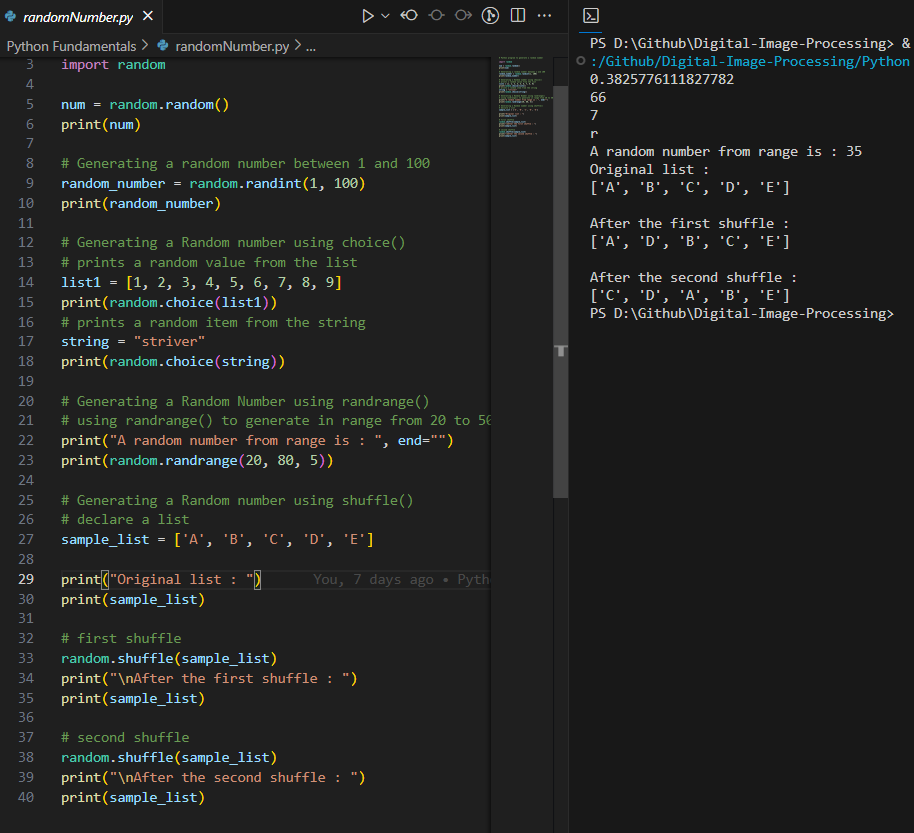 randomNumber.py
Python Fundamentals > randomNumber.py > ...
3 import random
4
5 num = random.random()
6 print(num)
7
8 # Generating a random number between 1 and 100
9 random_number = random.randint(1, 100)
10 print(random_number)
11
12 # Generating a Random number using choice()
13 # prints a random value from the list
14 list1 = [1, 2, 3, 4, 5, 6, 7, 8, 9]
15 print(random.choice(list1))
16 # prints a random item from the string
17 string = "striver"
18 print(random.choice(string))
19
20 # Generating a Random Number using randrange()
21 # using randrange() to generate in range from 20 to 50
22 print("A random number from range is : ", end="")
23 print(random.randrange(20, 80, 5))
24
25 # Generating a Random number using shuffle()
26 # declare a list
27 sample_list = ['A', 'B', 'C', 'D', 'E']
28
29 print("Original list : ") You, 7 days ago • Pyth
30 print(sample_list)
31
32 # first shuffle
33 random.shuffle(sample_list)
34 print("\nAfter the first shuffle : ")
35 print(sample_list)
36
37 # second shuffle
38 random.shuffle(sample_list)
39 print("\nAfter the second shuffle : ")
40 print(sample_list)
PS D:\Github\Digital-Image-Processing> &
:/Github/Digital-Image-Processing/Python
0.3825776111827782
66
7
r
A random number from range is : 35
Original list :
['A', 'B', 'C', 'D', 'E']

After the first shuffle :
['A', 'D', 'B', 'C', 'E']

After the second shuffle :
['C', 'D', 'A', 'B', 'E']
PS D:\Github\Digital-Image-Processing>